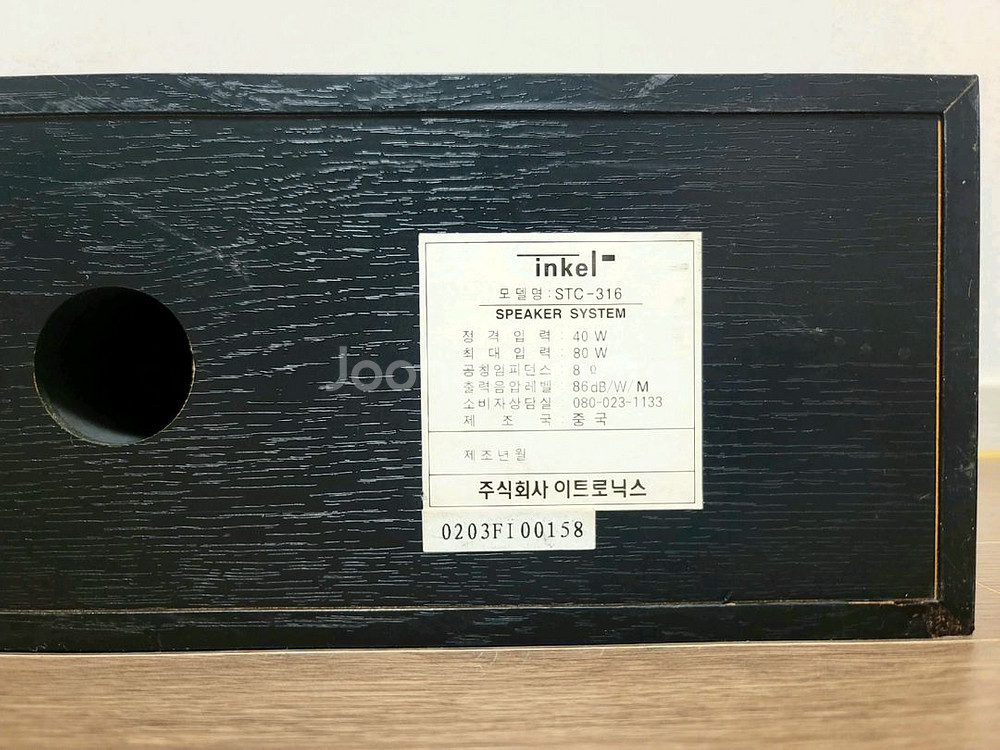 inkel
모델명 : STC-316
SPEAKER SYSTEM
정격입력 : 40 W
최대입력 : 80 W
공칭임피던스 : 8 Ω
출력음압레벨 : 86dB/W/M
소비자상담실 : 080-023-1133
제조국 : 중국
제조년월
주식회사 이트로닉스
0203FI00158
Joo